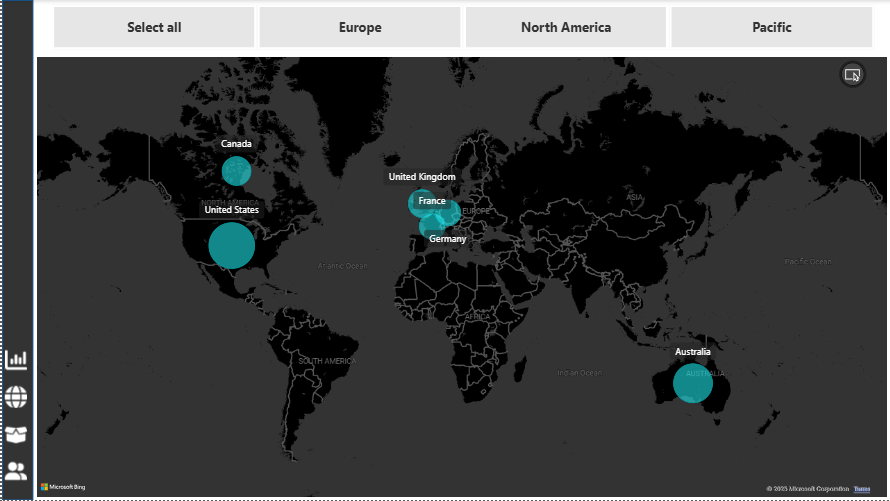 Select all
Europe
North America
Pacific
Canada
NORTH AMERICA
United States
United Kingdom
France
EUROPE
Germany
ASIA
Atlantic Ocean
Pacific Ocean
AFRICA
SOUTH AMERICA
Indian Ocean
Australia
AUSTRALIA
Microsoft Bing
© 2025 Microsoft Corporation Terms